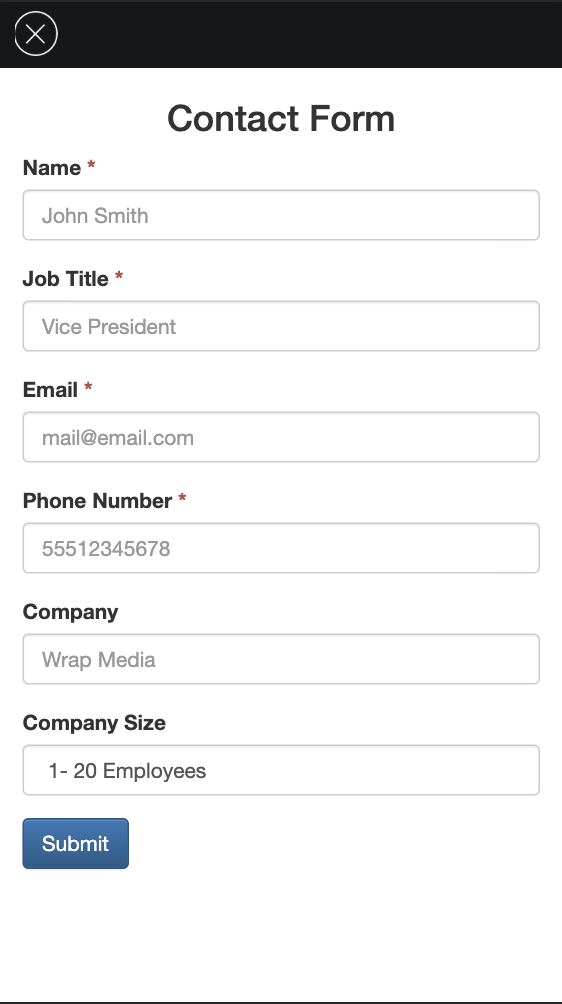 Contact Form
Name *
John Smith
Job Title *
Vice President
Email *
mail@email.com
Phone Number *
55512345678
Company
Wrap Media
Company Size
1- 20 Employees
Submit